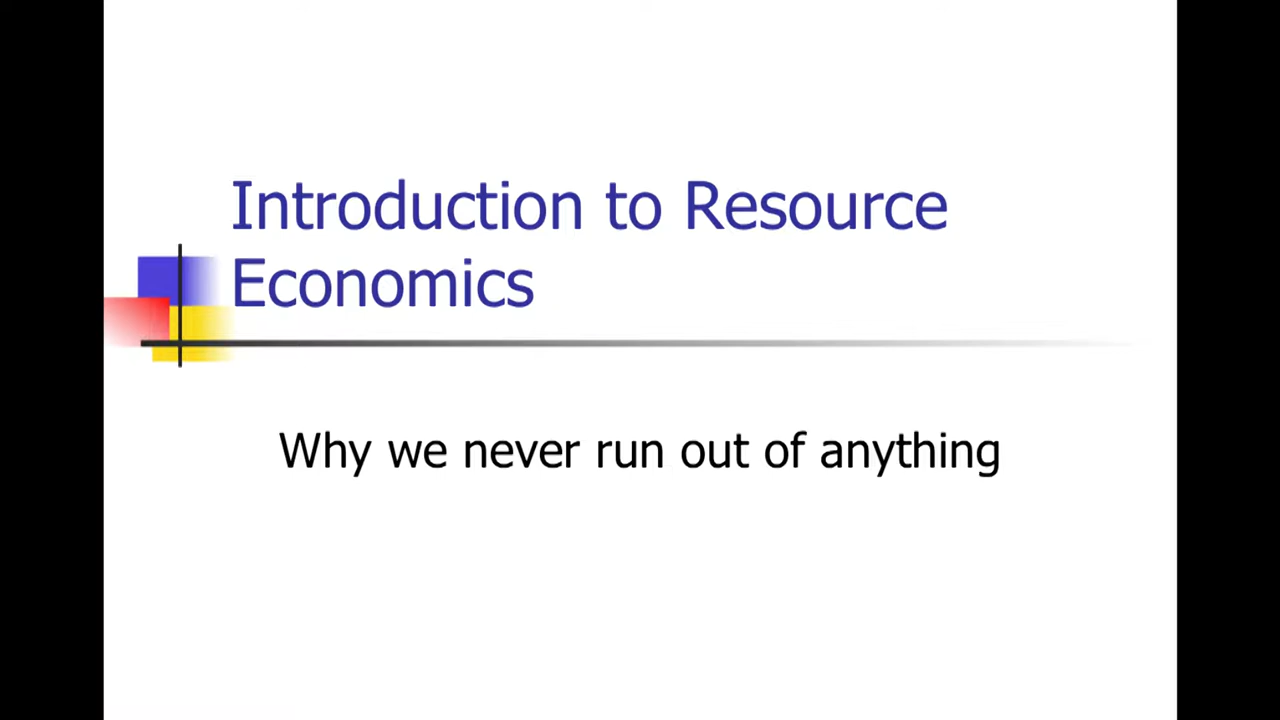 Introduction to Resource
Economics
Why we never run out of anything